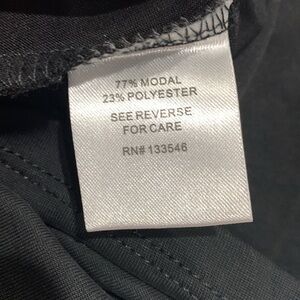 77% MODAL
23% POLYESTER
SEE REVERSE
FOR CARE
RN# 133546